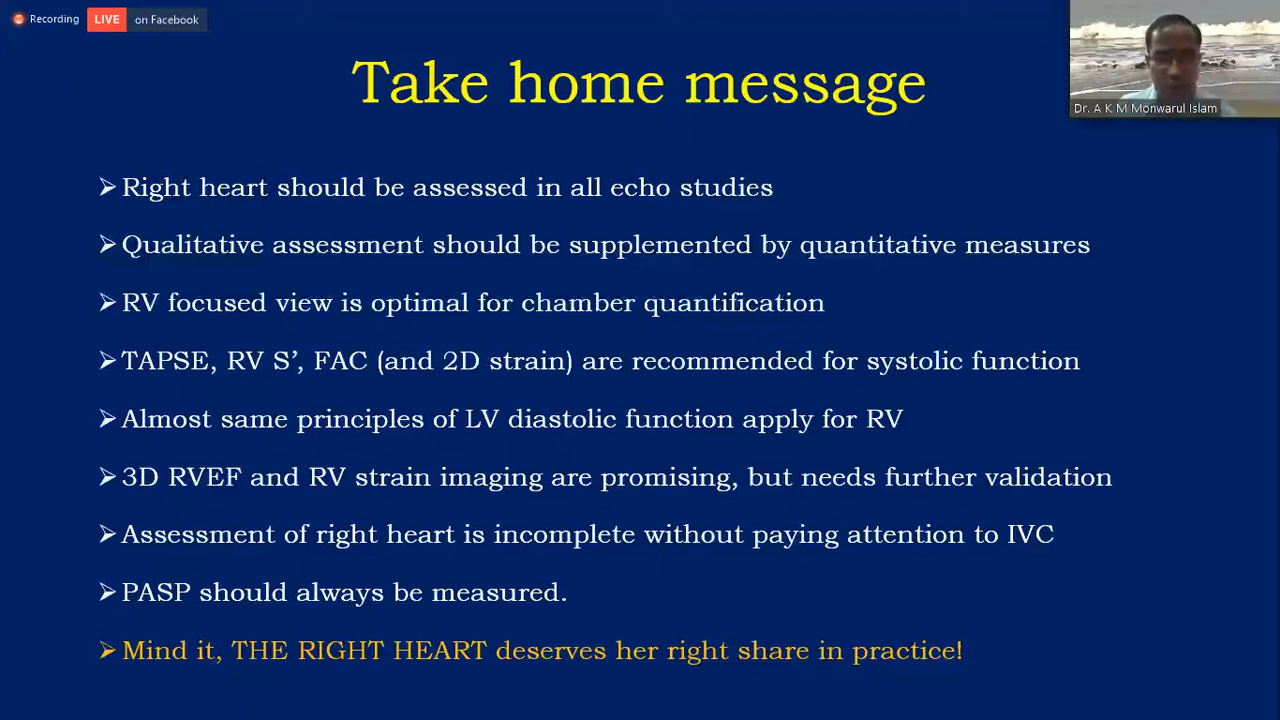 Recording LIVE on Facebook
Take home message
Dr. A K M Monwarul Islam
➢Right heart should be assessed in all echo studies
➢Qualitative assessment should be supplemented by quantitative measures
➢RV focused view is optimal for chamber quantification
➢TAPSE, RV S’, FAC (and 2D strain) are recommended for systolic function
➢Almost same principles of LV diastolic function apply for RV
➢3D RVEF and RV strain imaging are promising, but needs further validation
➢Assessment of right heart is incomplete without paying attention to IVC
➢PASP should always be measured.
➢Mind it, THE RIGHT HEART deserves her right share in practice!